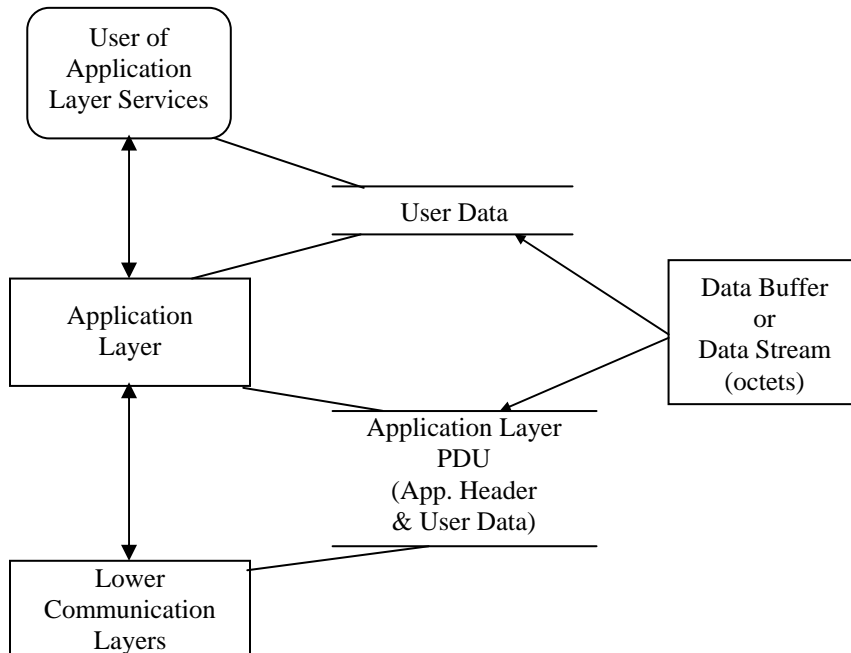 User of
Application
Layer Services
User Data
Data Buffer
or
Data Stream
(octets)
Application
Layer
Application Layer
PDU
(App. Header
& User Data)
Lower
Communication
Layers